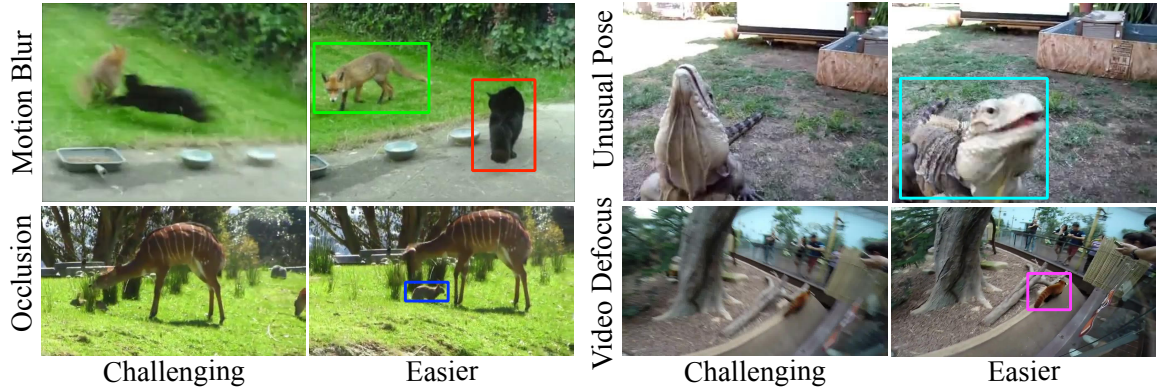 Motion Blur
Unusual Pose
Occlusion
Video Defocus
Challenging
Easier
Challenging
Easier